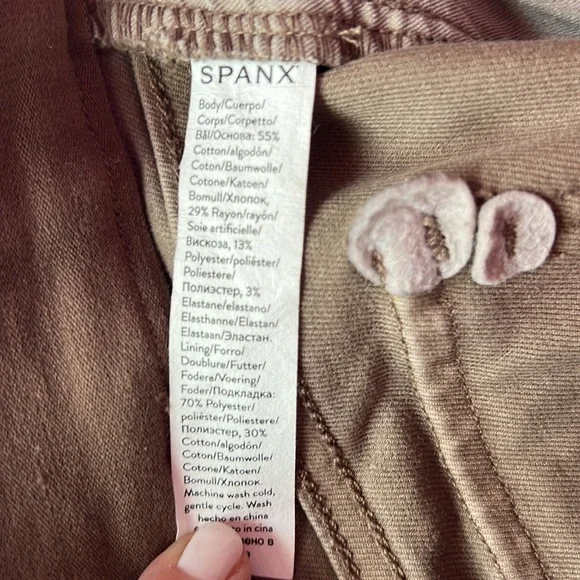 SPANX
Body/Cuerpo/
Corps/Corpetto/
Bål/Основа: 55%
Cotton/algodón/
Coton/Baumwolle/
Cotone/Katoen/
Bomull/Хлопок,
29% Rayon/rayón/
Soie artificielle/
Вискоза, 13%
Polyester/poliéster/
Poliestere/
Полиэстер, 3%
Elastane/elastano/
Elasthanne/Elastan/
Elastaan/Эластан.
Lining/Forro/
Doublure/Futter/
Fodera/Voering/
Foder/Подкладка:
70% Polyester/
poliéster/Poliestere/
Полиэстер, 30%
Cotton/algodón/
Coton/Baumwolle/
Cotone/Katoen/
Bomull/Хлопок.
Machine wash cold,
gentle cycle. Wash
hecho en china
in cina
в